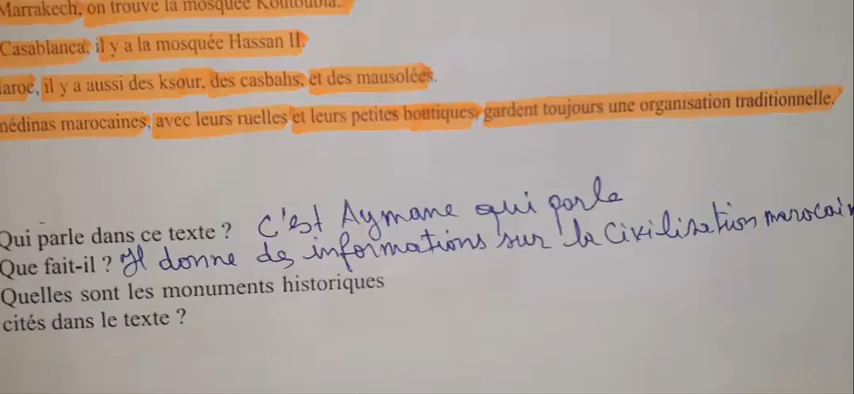 Marrakech, on trouve la mosquée Koutoubia.
Casablanca, il y a la mosquée Hassan II.
aroc, il y a aussi des ksour, des casbahs, et des mausolées.
nédinas marocaines, avec leurs ruelles et leurs petites boutiques, gardent toujours une organisation traditionnelle.
Qui parle dans ce texte ? C'est Aymane qui parle
Que fait-il ? Il donne des informations sur la Civilisation marocain
Quelles sont les monuments historiques
cités dans le texte ?